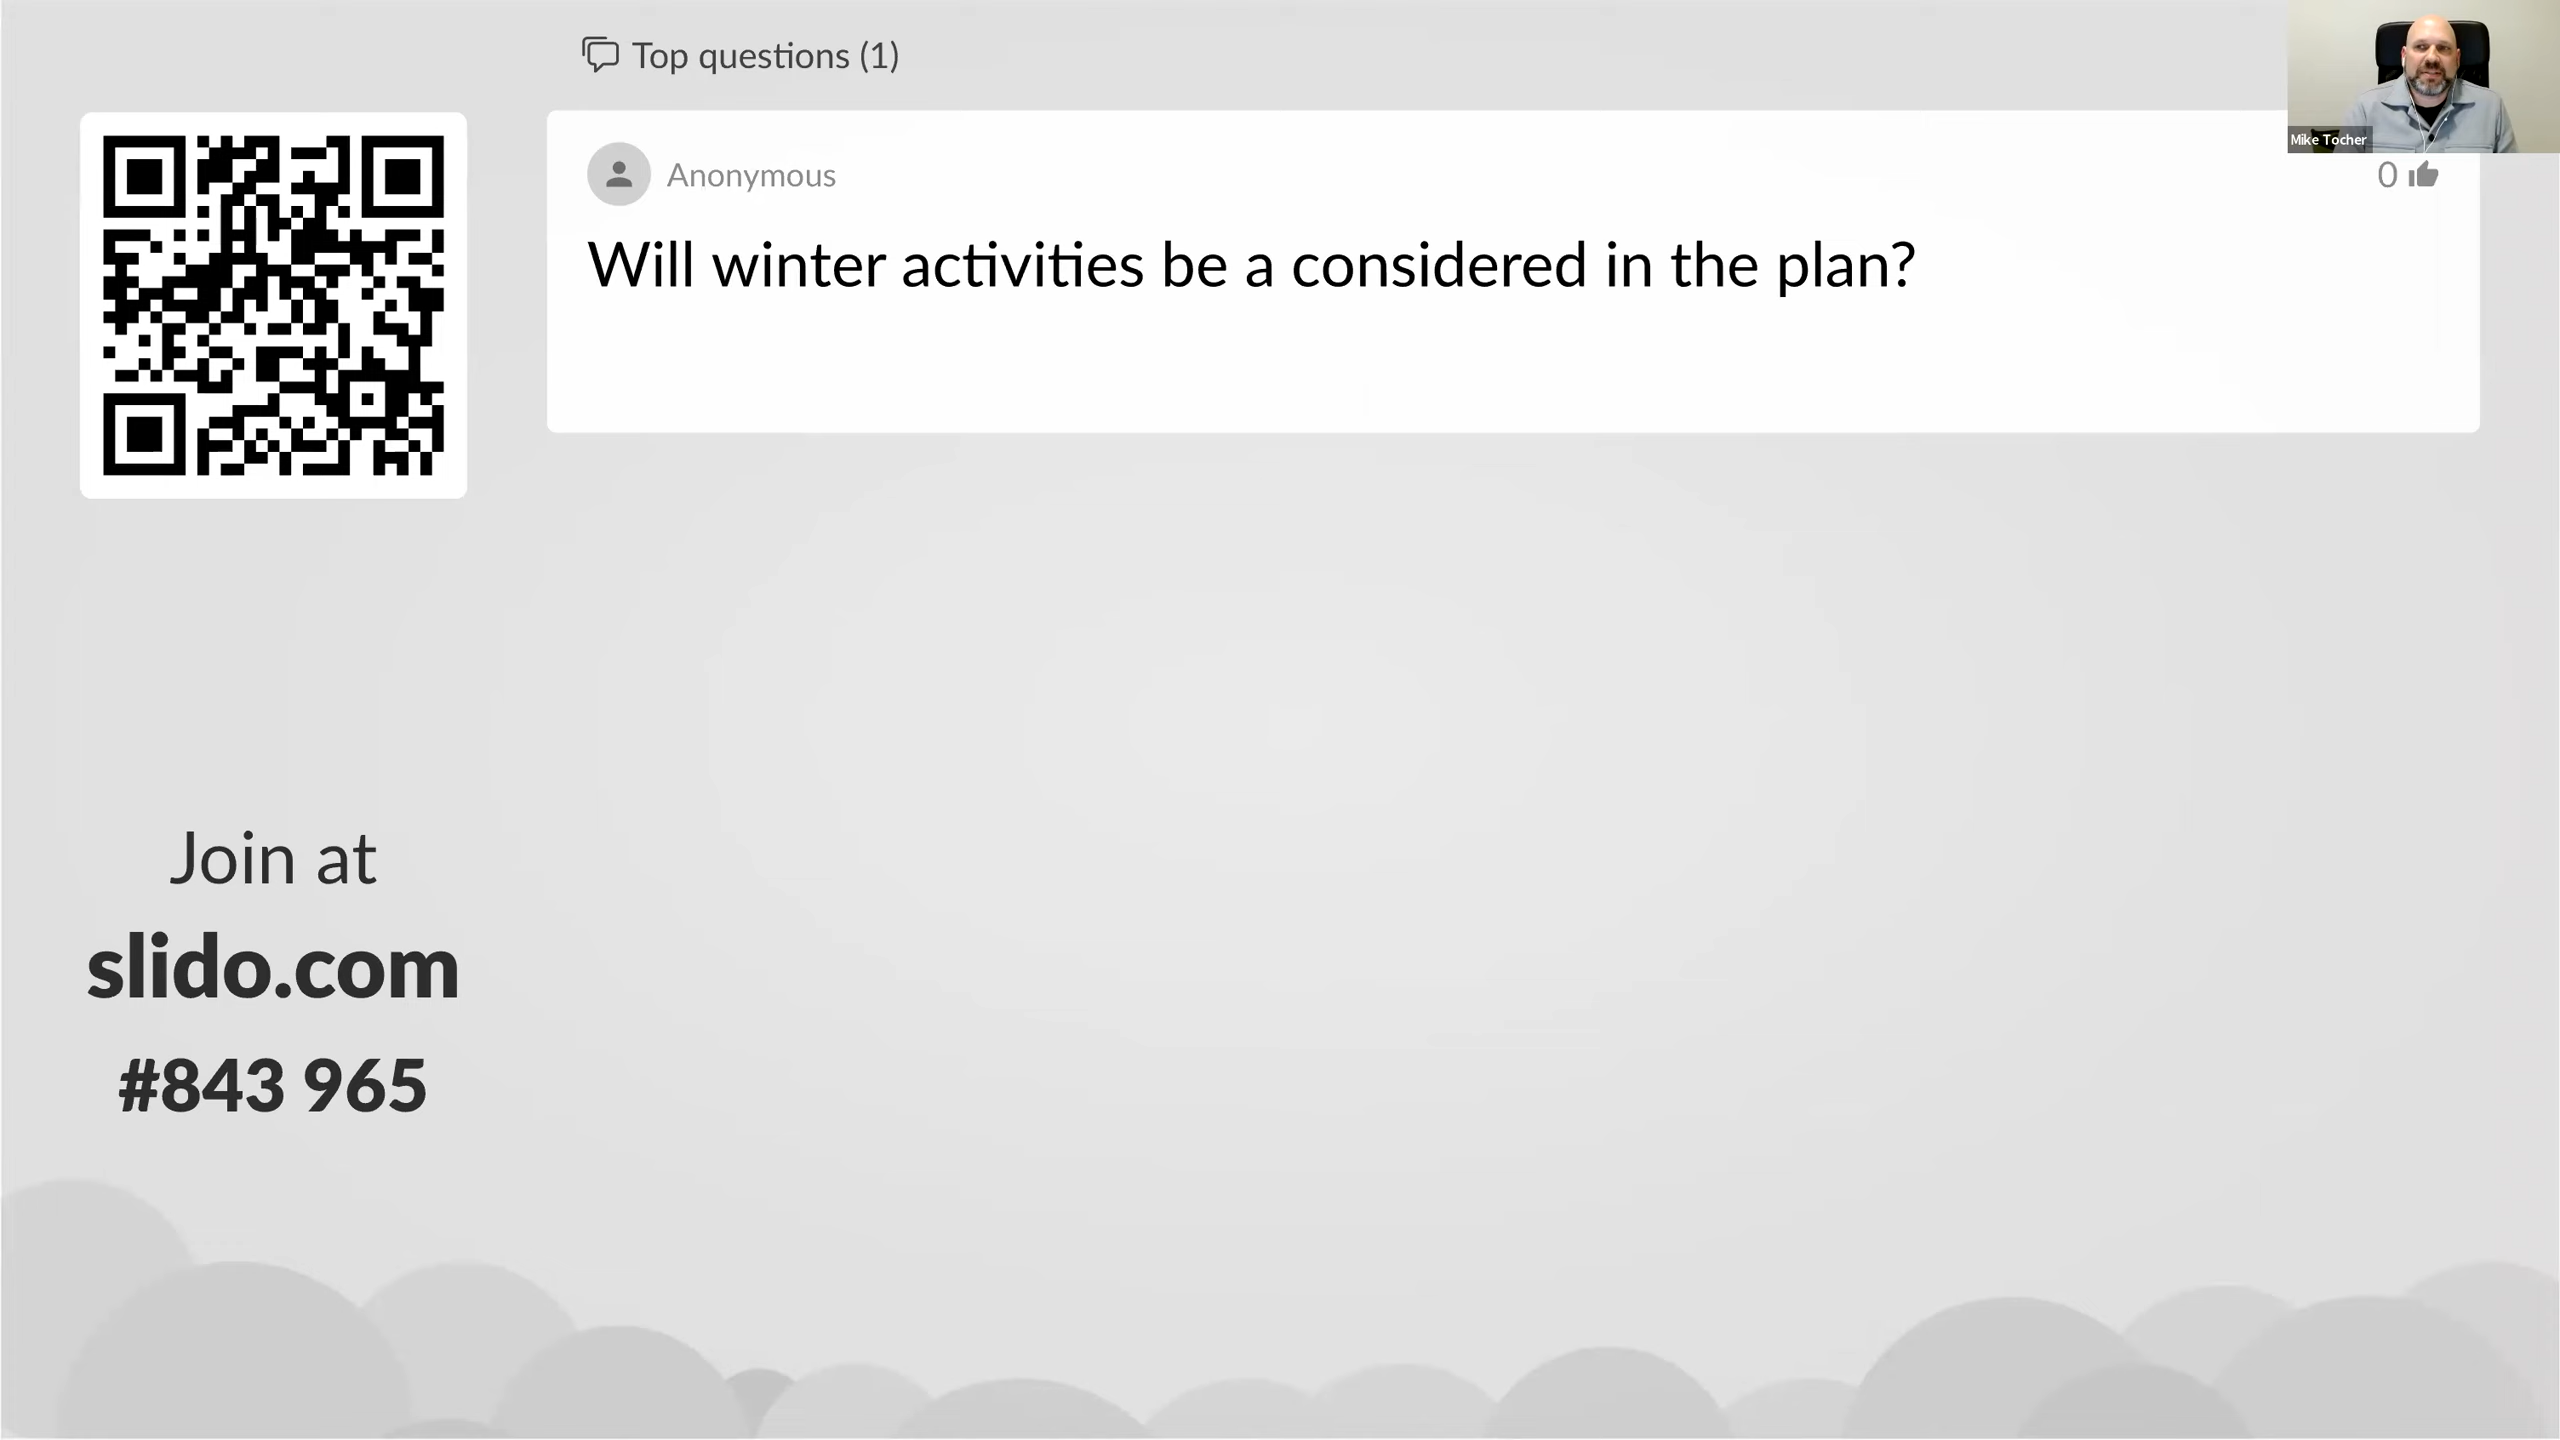 Top questions (1)
Mike Tocher
Anonymous
0
Will winter activities be a considered in the plan?
Join at
slido.com
#843 965